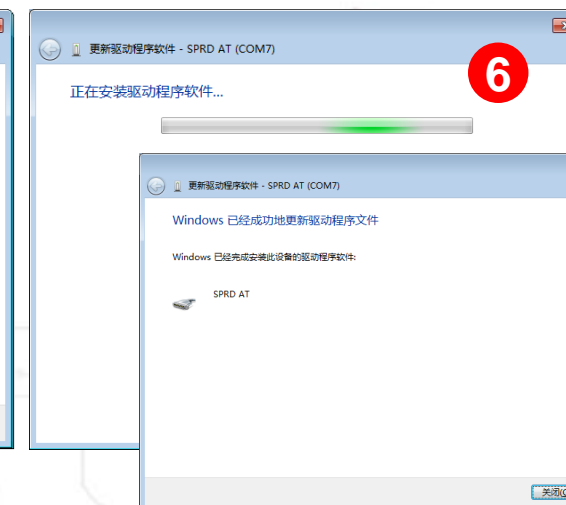 更新驱动程序软件 - SPRD AT (COM7)
6
正在安装驱动程序软件...
更新驱动程序软件 - SPRD AT (COM7)
Windows 已经成功地更新驱动程序文件
Windows 已经完成安装此设备的驱动程序软件:
SPRD AT
关闭(C